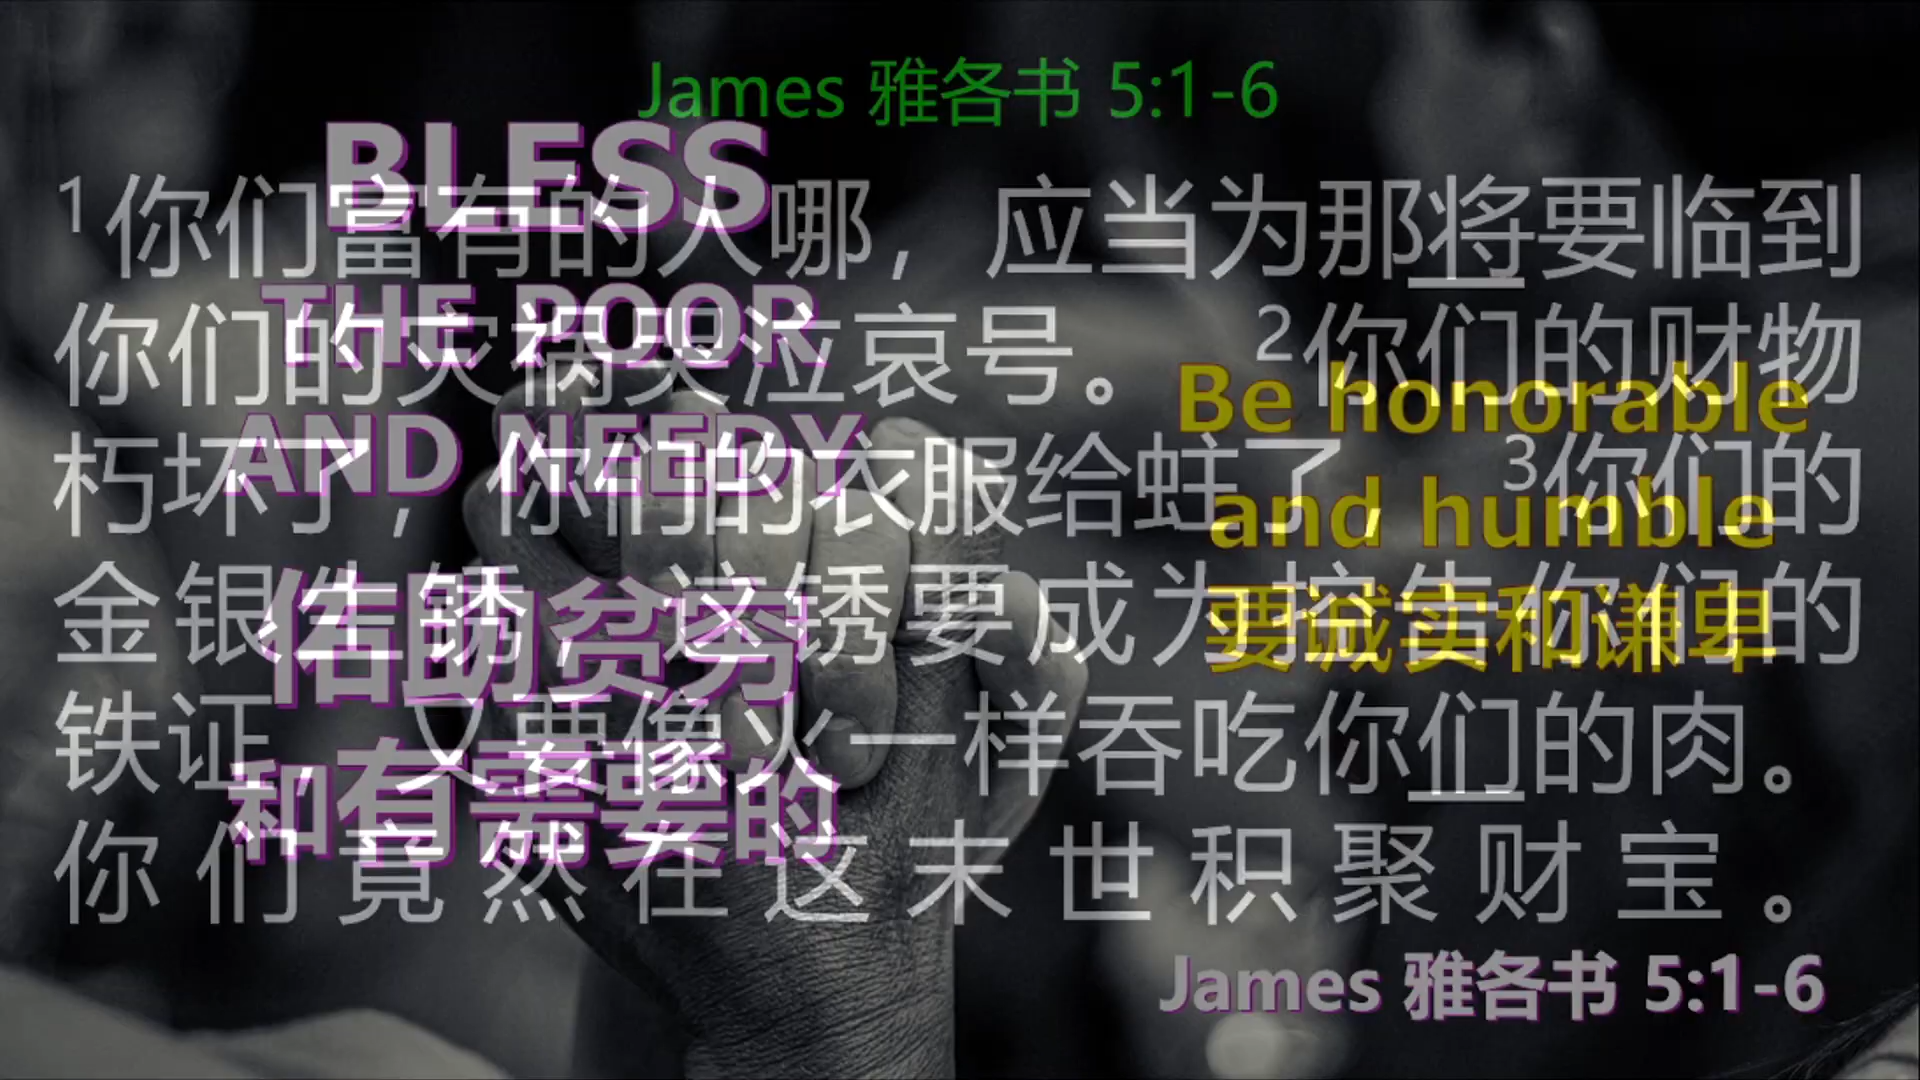 James 雅各书 5:1-6
1你们富有的人哪，应当为那将要临到
你们的灾祸哭泣哀号。 2你们的财物
朽坏了，你们的衣服给蛀了， 3你们的
金银生锈，这锈要成为控告你们的
铁证，又要像火一样吞吃你们的肉。
你们竟然在这末世积聚财宝。
BLESS
THE POOR
AND NEEDY
佑助贫穷
和有需要的
Be honorable
and humble
要诚实和谦卑
James 雅各书 5:1-6